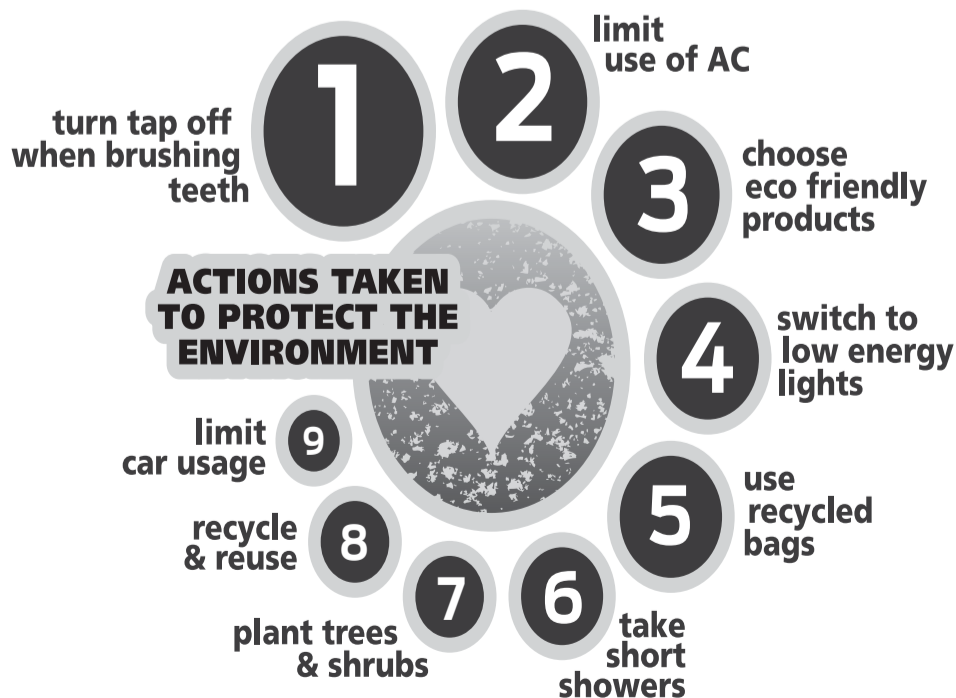 ACTIONS TAKEN
TO PROTECT THE
ENVIRONMENT
1
turn tap off
when brushing
teeth
2
limit
use of AC
3
choose
eco friendly
products
4
switch to
low energy
lights
5
use
recycled
bags
6
take
short
showers
7
plant trees
& shrubs
8
recycle
& reuse
9
limit
car usage